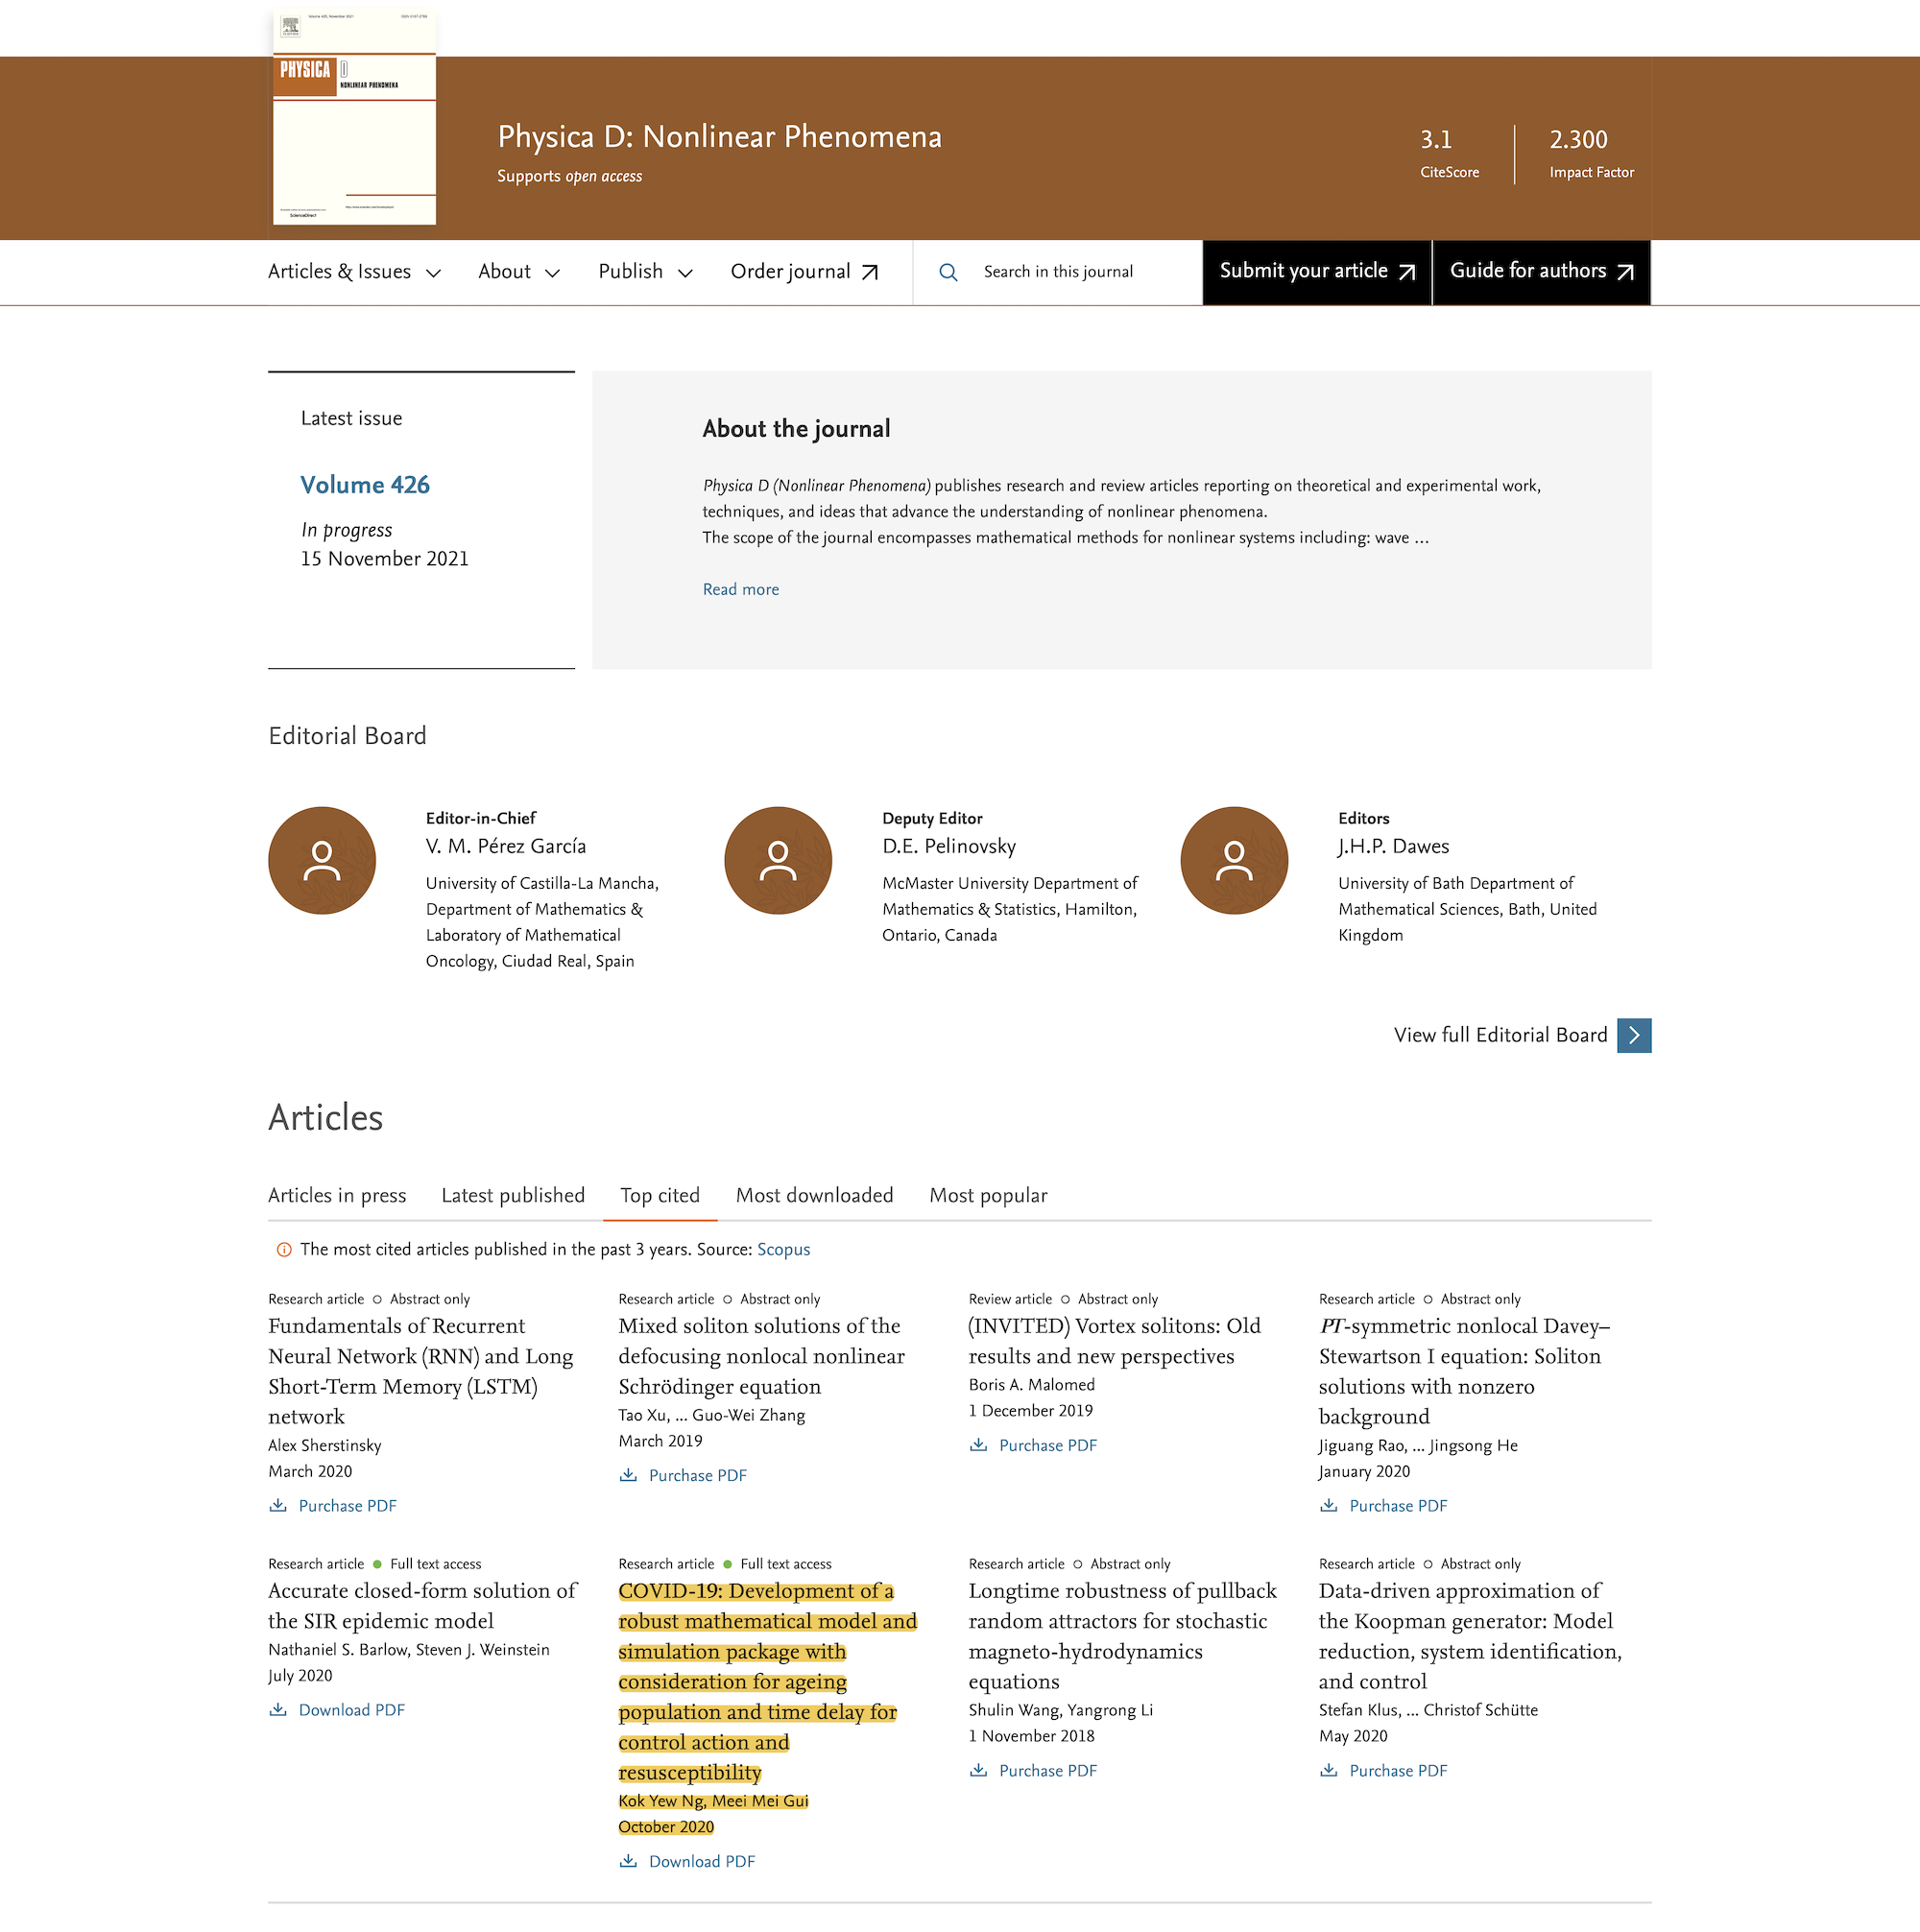 Volume 426, November 2021
ISSN 0167-2789
ELSEVIER
PHYSICA D
NONLINEAR PHENOMENA
ScienceDirect
Physica D: Nonlinear Phenomena
Supports open access
3.1
CiteScore
2.300
Impact Factor
Articles & Issues
About
Publish
Order journal
Search in this journal
Submit your article
Guide for authors
Latest issue
Volume 426
In progress
15 November 2021
About the journal
Physica D (Nonlinear Phenomena) publishes research and review articles reporting on theoretical and experimental work,
techniques, and ideas that advance the understanding of nonlinear phenomena.
The scope of the journal encompasses mathematical methods for nonlinear systems including: wave ...
Read more
Editorial Board
Editor-in-Chief
V. M. Pérez García
University of Castilla-La Mancha,
Department of Mathematics &
Laboratory of Mathematical
Oncology, Ciudad Real, Spain
Deputy Editor
D.E. Pelinovsky
McMaster University Department of
Mathematics & Statistics, Hamilton,
Ontario, Canada
Editors
J.H.P. Dawes
University of Bath Department of
Mathematical Sciences, Bath, United
Kingdom
View full Editorial Board
Articles
Articles in press
Latest published
Top cited
Most downloaded
Most popular
The most cited articles published in the past 3 years. Source: Scopus
Research article Abstract only
Fundamentals of Recurrent
Neural Network (RNN) and Long
Short-Term Memory (LSTM)
network
Alex Sherstinsky
March 2020
Purchase PDF
Research article Abstract only
Mixed soliton solutions of the
defocusing nonlocal nonlinear
Schrödinger equation
Tao Xu, ... Guo-Wei Zhang
March 2019
Purchase PDF
Review article Abstract only
(INVITED) Vortex solitons: Old
results and new perspectives
Boris A. Malomed
1 December 2019
Purchase PDF
Research article Abstract only
PT-symmetric nonlocal Davey–
Stewartson I equation: Soliton
solutions with nonzero
background
Jiguang Rao, ... Jingsong He
January 2020
Purchase PDF
Research article Full text access
Accurate closed-form solution of
the SIR epidemic model
Nathaniel S. Barlow, Steven J. Weinstein
July 2020
Download PDF
Research article Full text access
COVID-19: Development of a
robust mathematical model and
simulation package with
consideration for ageing
population and time delay for
control action and
resusceptibility
Kok Yew Ng, Meei Mei Gui
October 2020
Download PDF
Research article Abstract only
Longtime robustness of pullback
random attractors for stochastic
magneto-hydrodynamics
equations
Shulin Wang, Yangrong Li
1 November 2018
Purchase PDF
Research article Abstract only
Data-driven approximation of
the Koopman generator: Model
reduction, system identification,
and control
Stefan Klus, ... Christof Schütte
May 2020
Purchase PDF